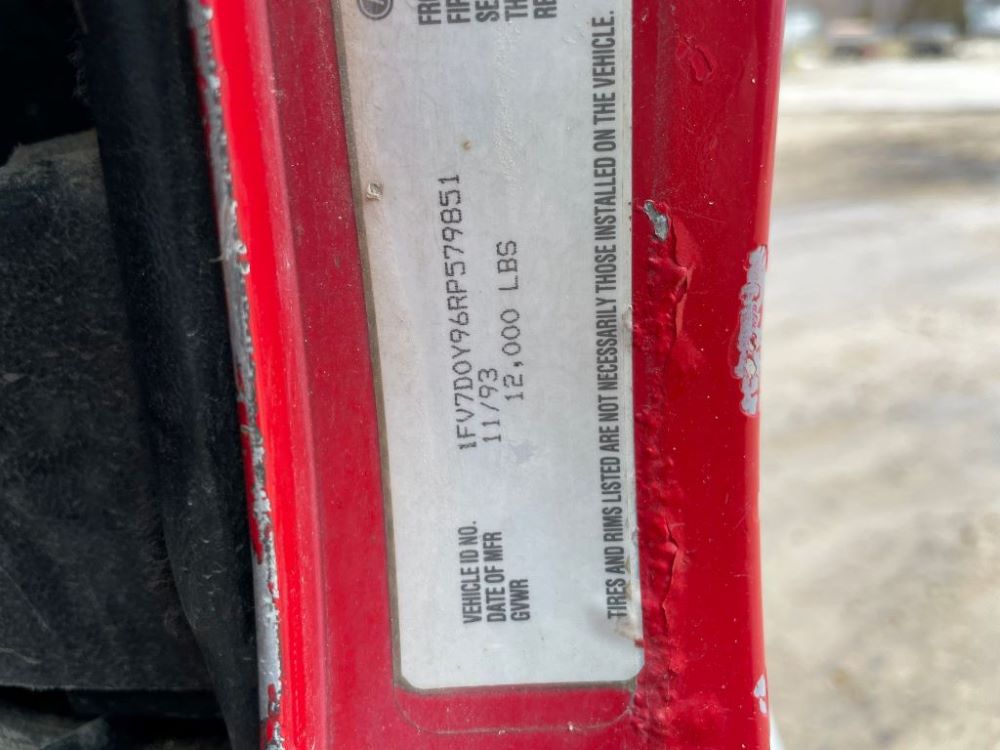 VEHICLE ID NO. 1FV7D0Y96RP579851
DATE OF MFR 11/93
GVWR 12,000 LBS
TIRES AND RIMS LISTED ARE NOT NECESSARILY THOSE INSTALLED ON THE VEHICLE.